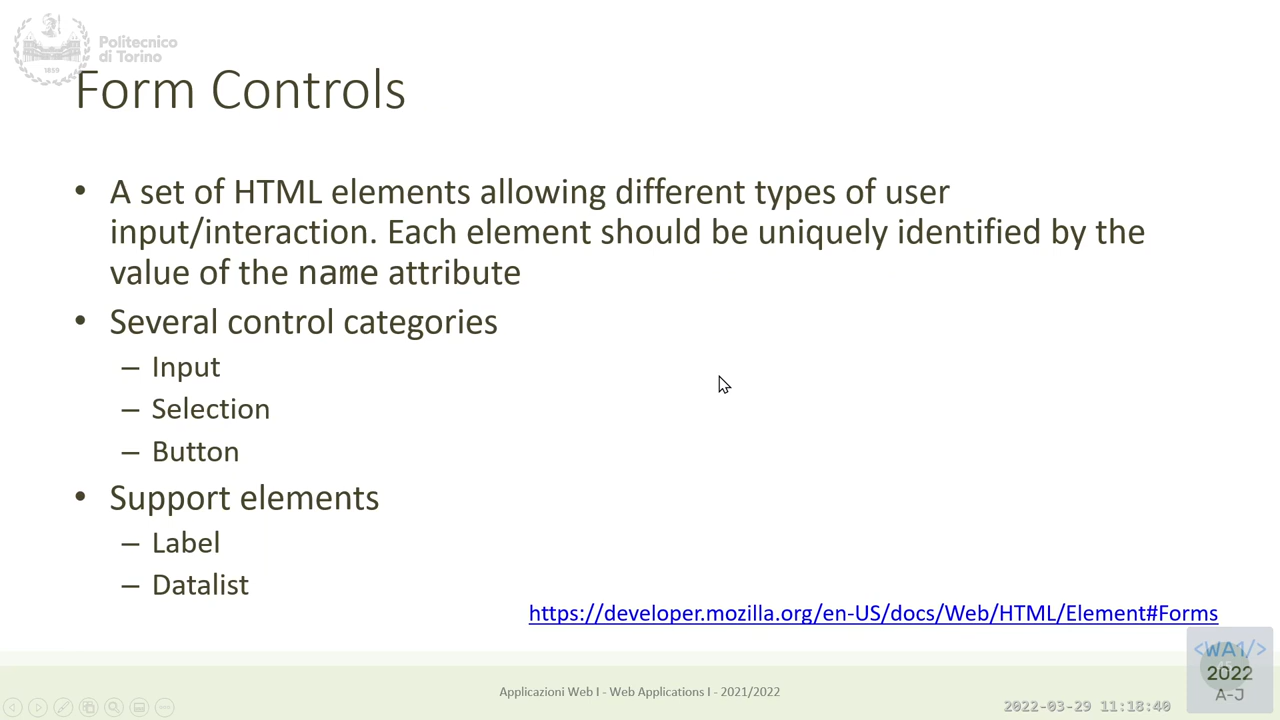 Politecnico
di Torino
1859
Form Controls
• A set of HTML elements allowing different types of user
input/interaction. Each element should be uniquely identified by the
value of the name attribute
• Several control categories
– Input
– Selection
– Button
• Support elements
– Label
– Datalist
https://developer.mozilla.org/en-US/docs/Web/HTML/Element#Forms
Applicazioni Web I - Web Applications I - 2021/2022
2022-03-29 11:18:40
<WA1/>
2022
A-J